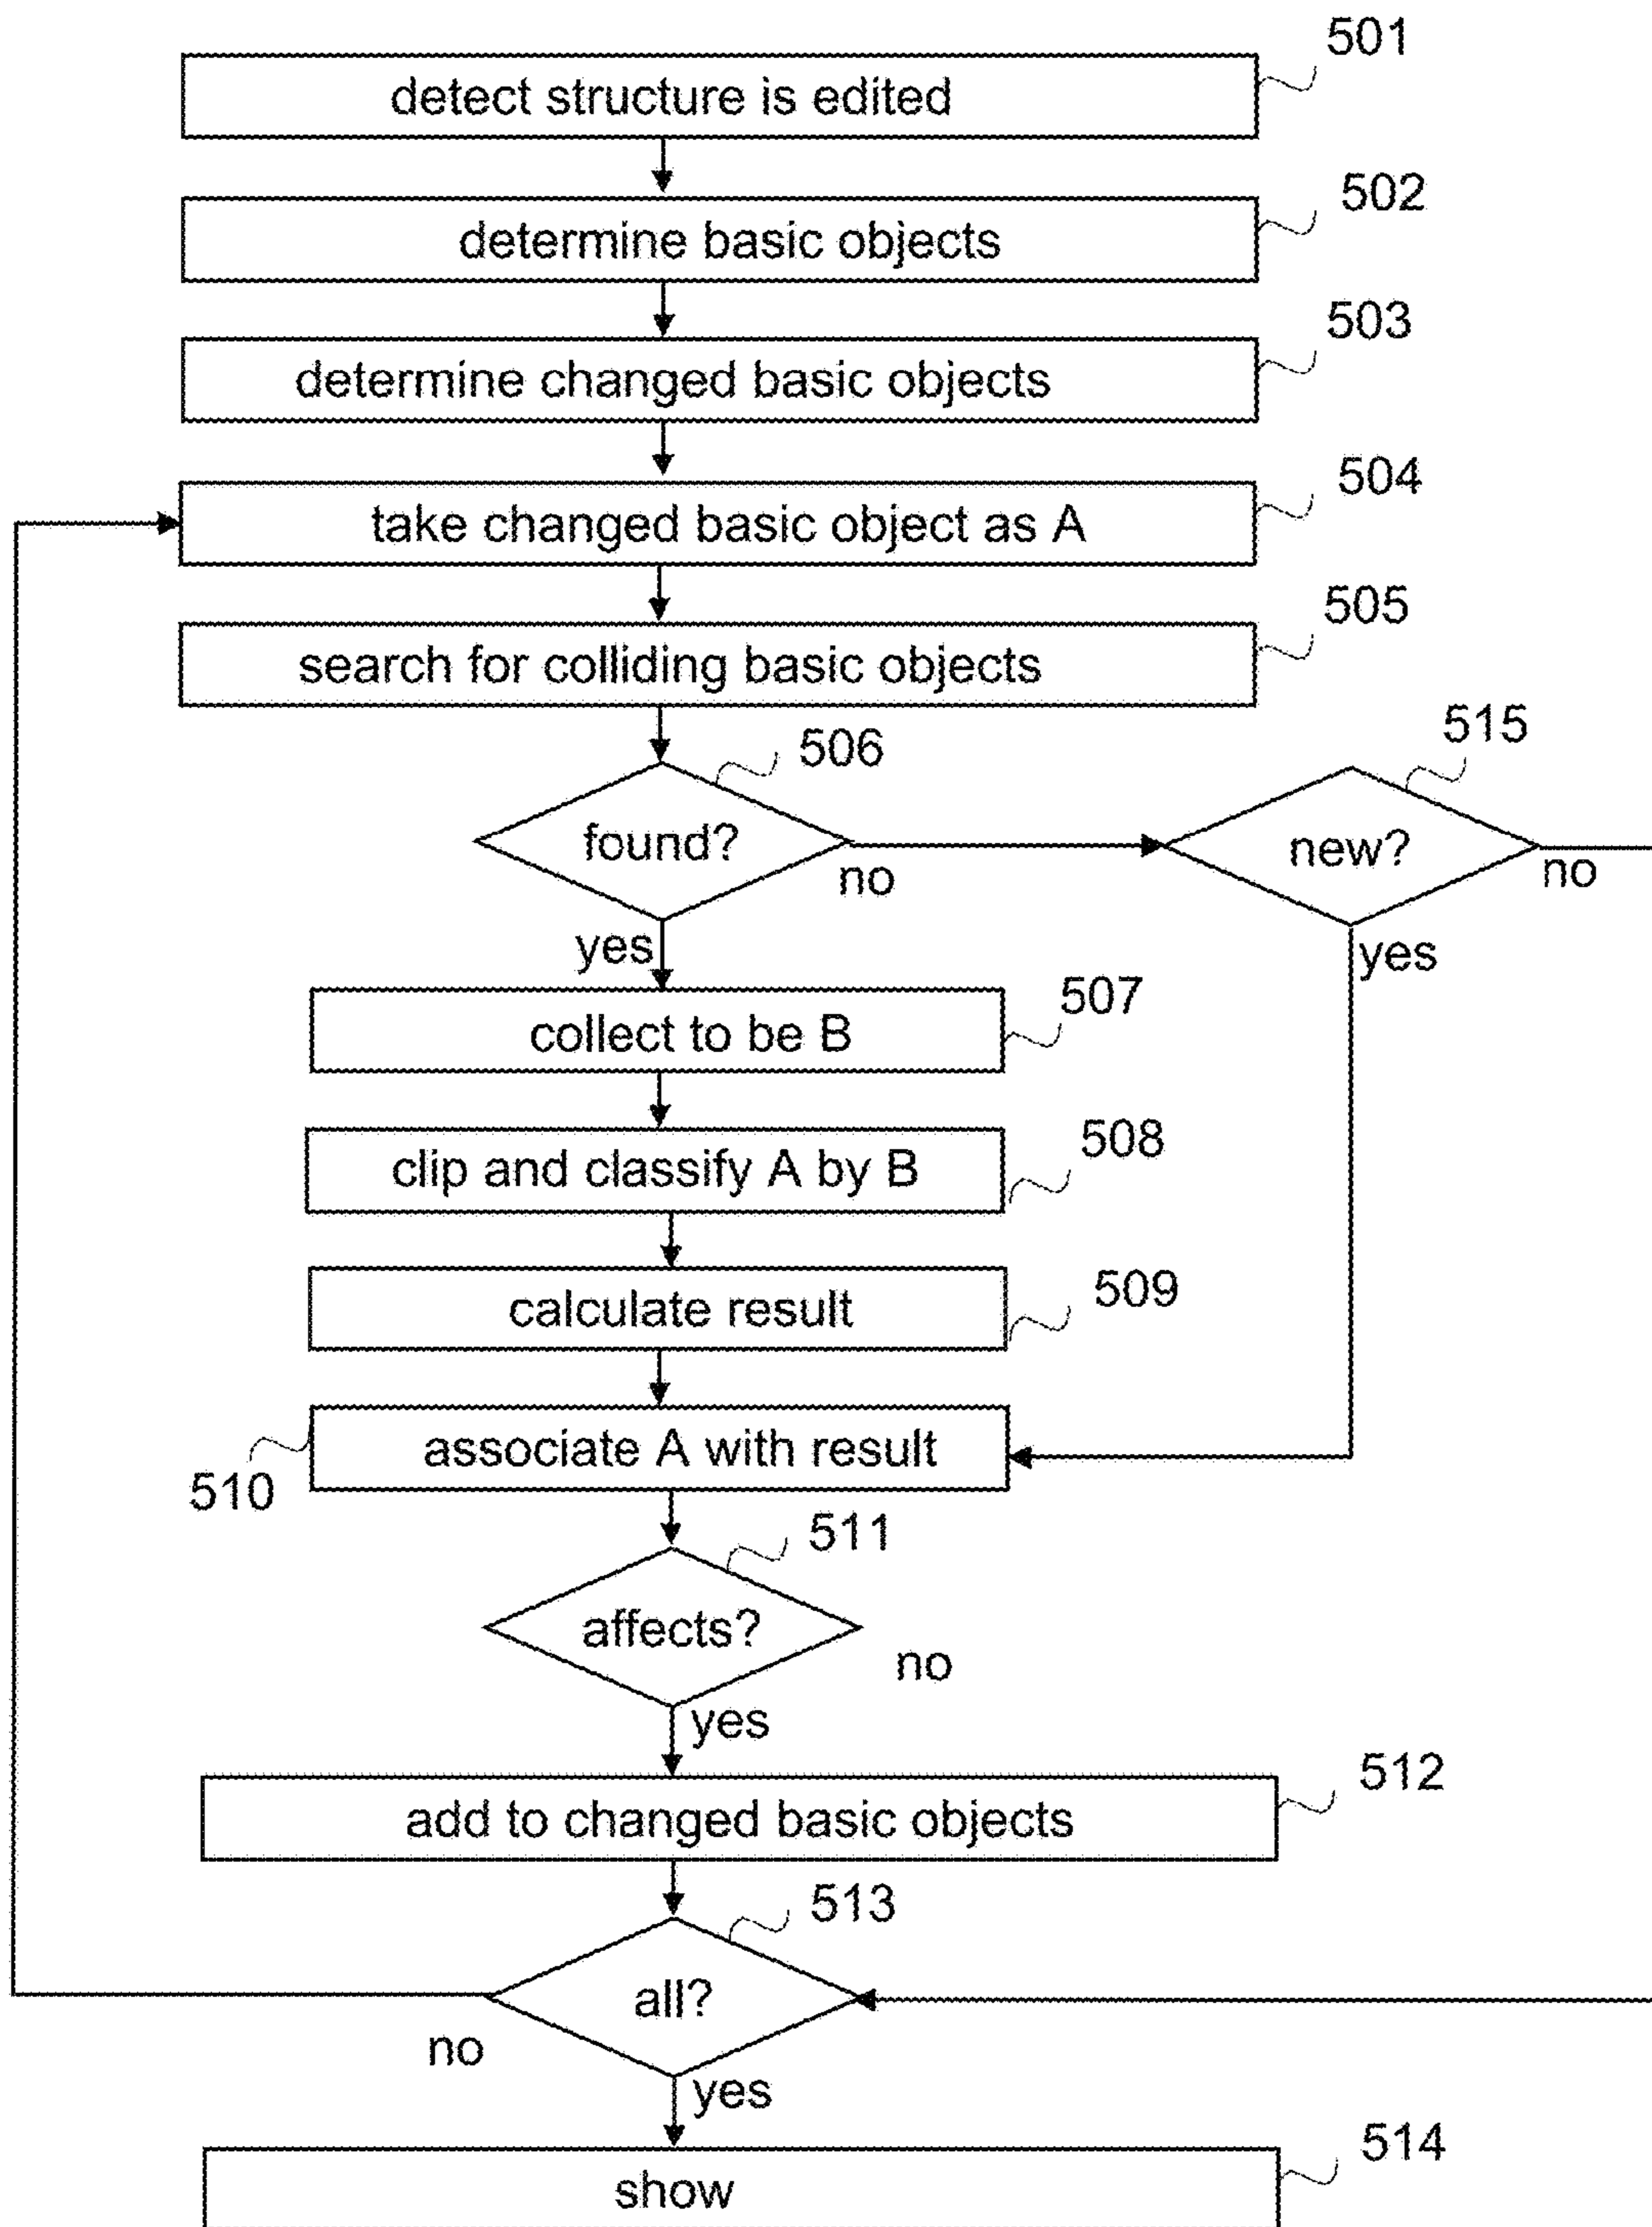 501
detect structure is edited
502
determine basic objects
503
determine changed basic objects
504
take changed basic object as A
505
search for colliding basic objects
506
515
found?
new?
no
no
yes
yes
507
collect to be B
508
clip and classify A by B
509
calculate result
associate A with result
510
511
affects?
no
yes
512
add to changed basic objects
513
all?
no
yes
514
show